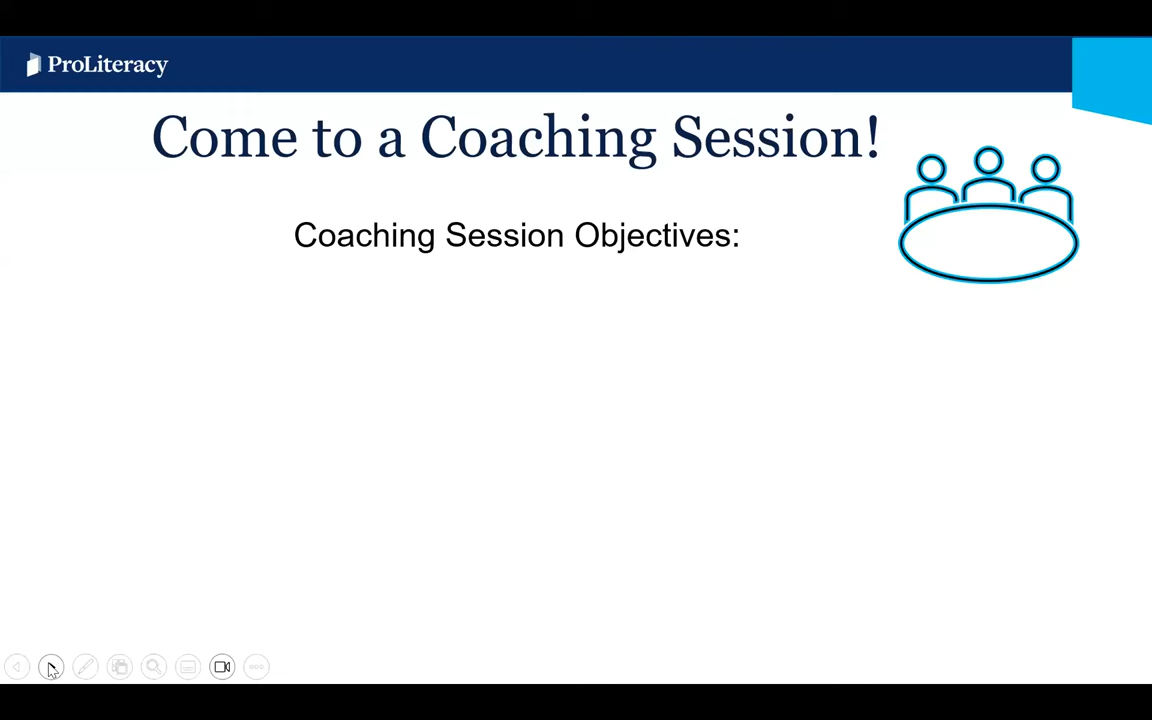 ProLiteracy
Come to a Coaching Session!
Coaching Session Objectives: